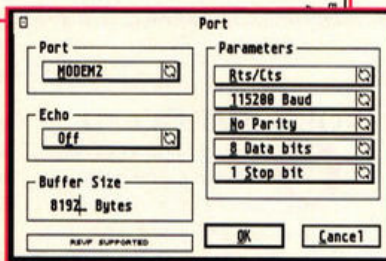 Port
Port
MODEM2
Echo
Off
Buffer Size
8192 Bytes
RSVP SUPPORTED
Parameters
Rts/Cts
115200 Baud
No Parity
8 Data bits
1 Stop bit
OK
Cancel